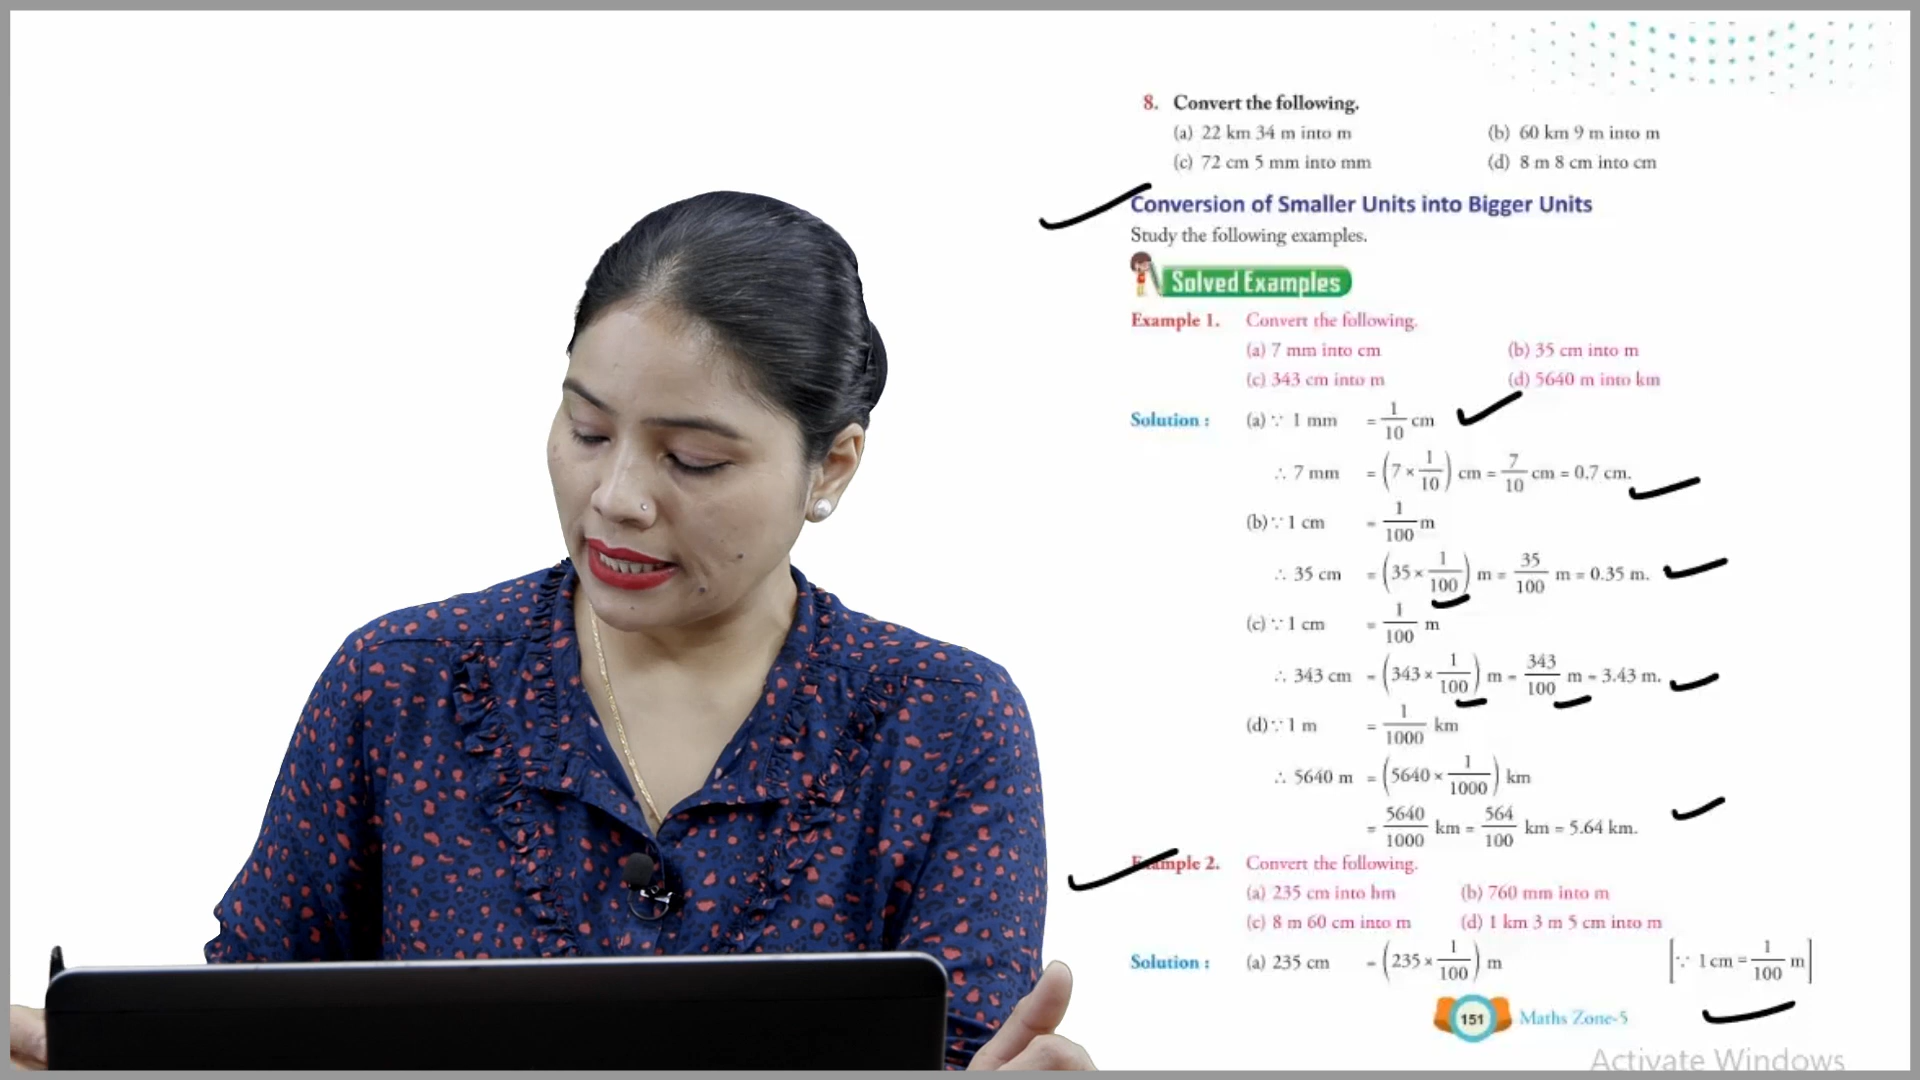 8. Convert the following.
(a) 22 km 34 m into m (b) 60 km 9 m into m
(c) 72 cm 5 mm into mm (d) 8 m 8 cm into cm
Conversion of Smaller Units into Bigger Units
Study the following examples.
Solved Examples
Example 1. Convert the following.
(a) 7 mm into cm (b) 35 cm into m
(c) 343 cm into m (d) 5640 m into km
Solution : (a) ∵ 1 mm = 1/10 cm
∴ 7 mm = (7 × 1/10) cm = 7/10 cm = 0.7 cm.
(b) ∵ 1 cm = 1/100 m
∴ 35 cm = (35 × 1/100) m = 35/100 m = 0.35 m.
(c) ∵ 1 cm = 1/100 m
∴ 343 cm = (343 × 1/100) m = 343/100 m = 3.43 m.
(d) ∵ 1 m = 1/1000 km
∴ 5640 m = (5640 × 1/1000) km
= 5640/1000 km = 564/100 km = 5.64 km.
Example 2. Convert the following.
(a) 235 cm into hm (b) 760 mm into m
(c) 8 m 60 cm into m (d) 1 km 3 m 5 cm into m
Solution : (a) 235 cm = (235 × 1/100) m [∵ 1 cm = 1/100 m]
151 Maths Zone-5
Activate Windows